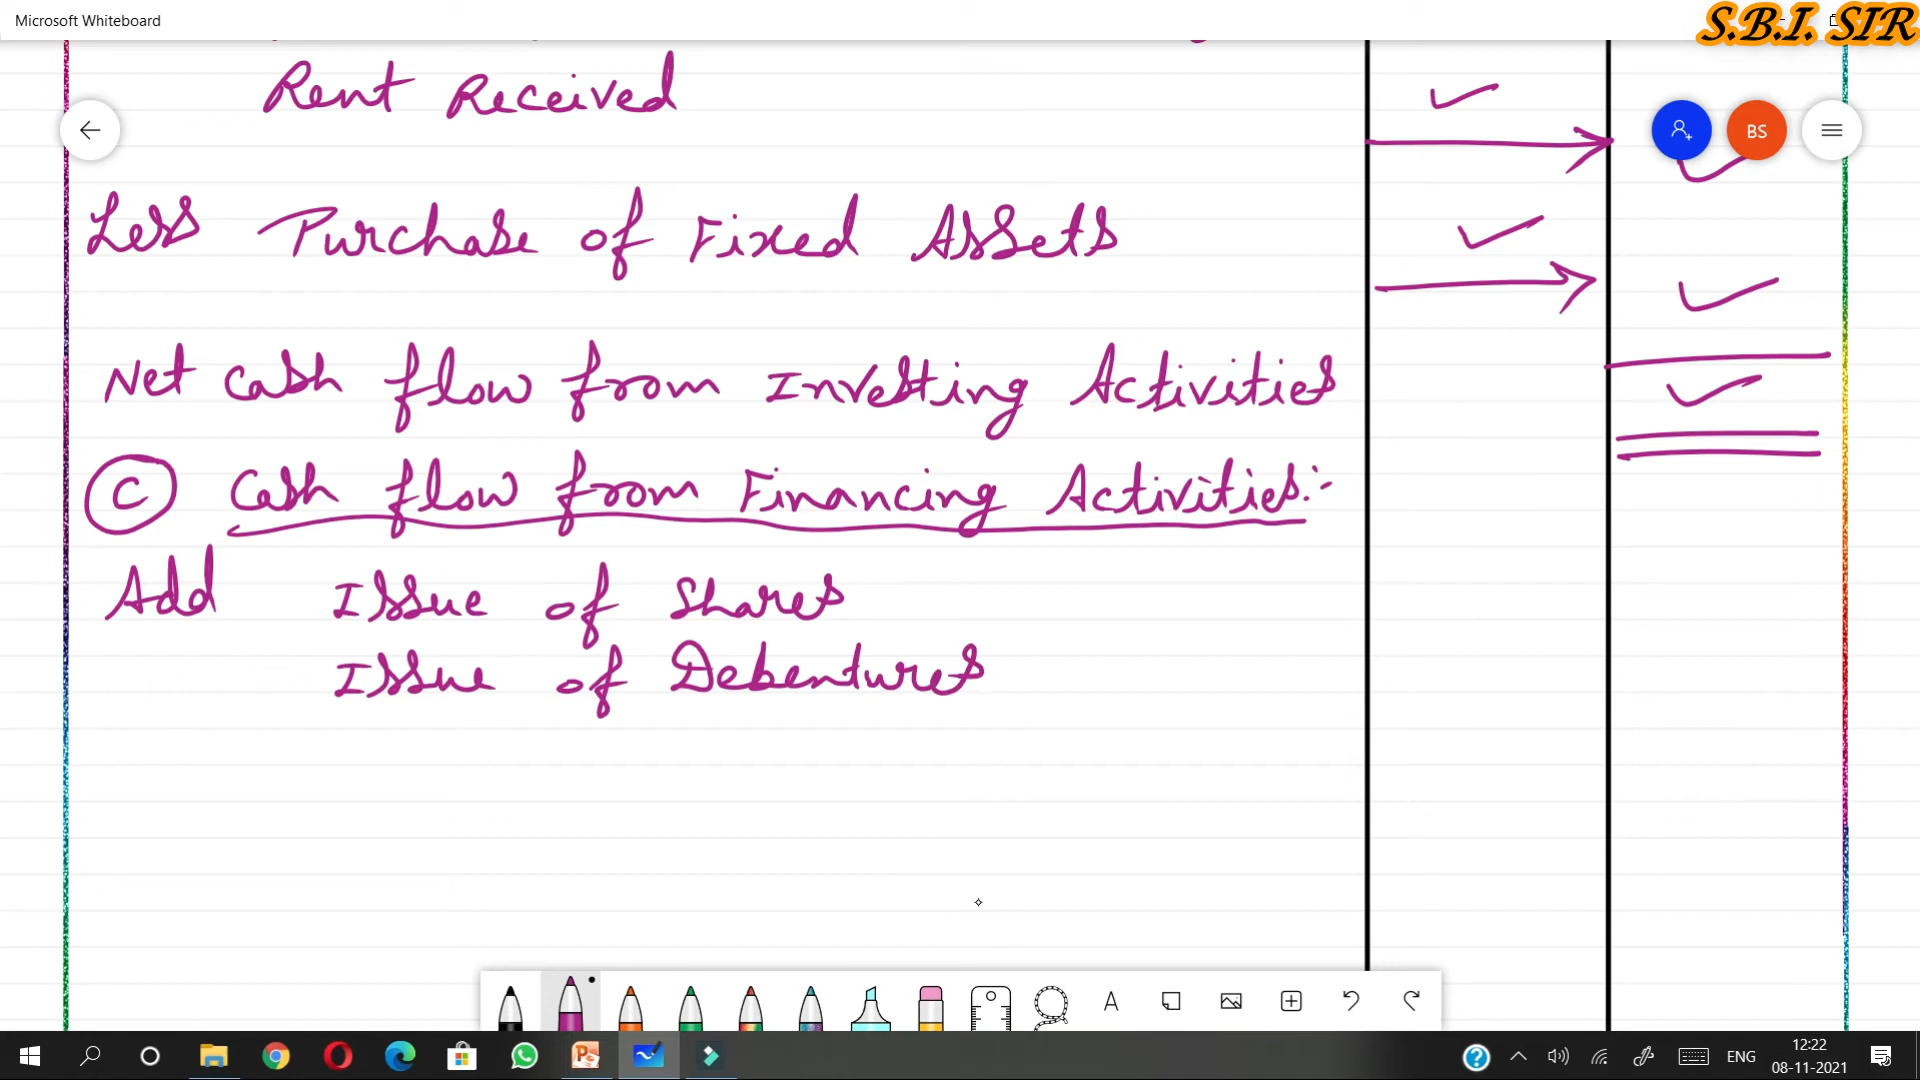 Microsoft Whiteboard
S.B.I. SIR
Rent Received
BS
Less Purchase of Fixed Assets
Net cash flow from Investing Activities
C Cash flow from Financing Activities:-
Add Issue of Shares
Issue of Debentures
A
ENG
12:22
08-11-2021